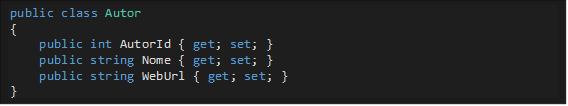 public class Autor
{
    public int AutorId { get; set; }
    public string Nome { get; set; }
    public string WebUrl { get; set; }
}